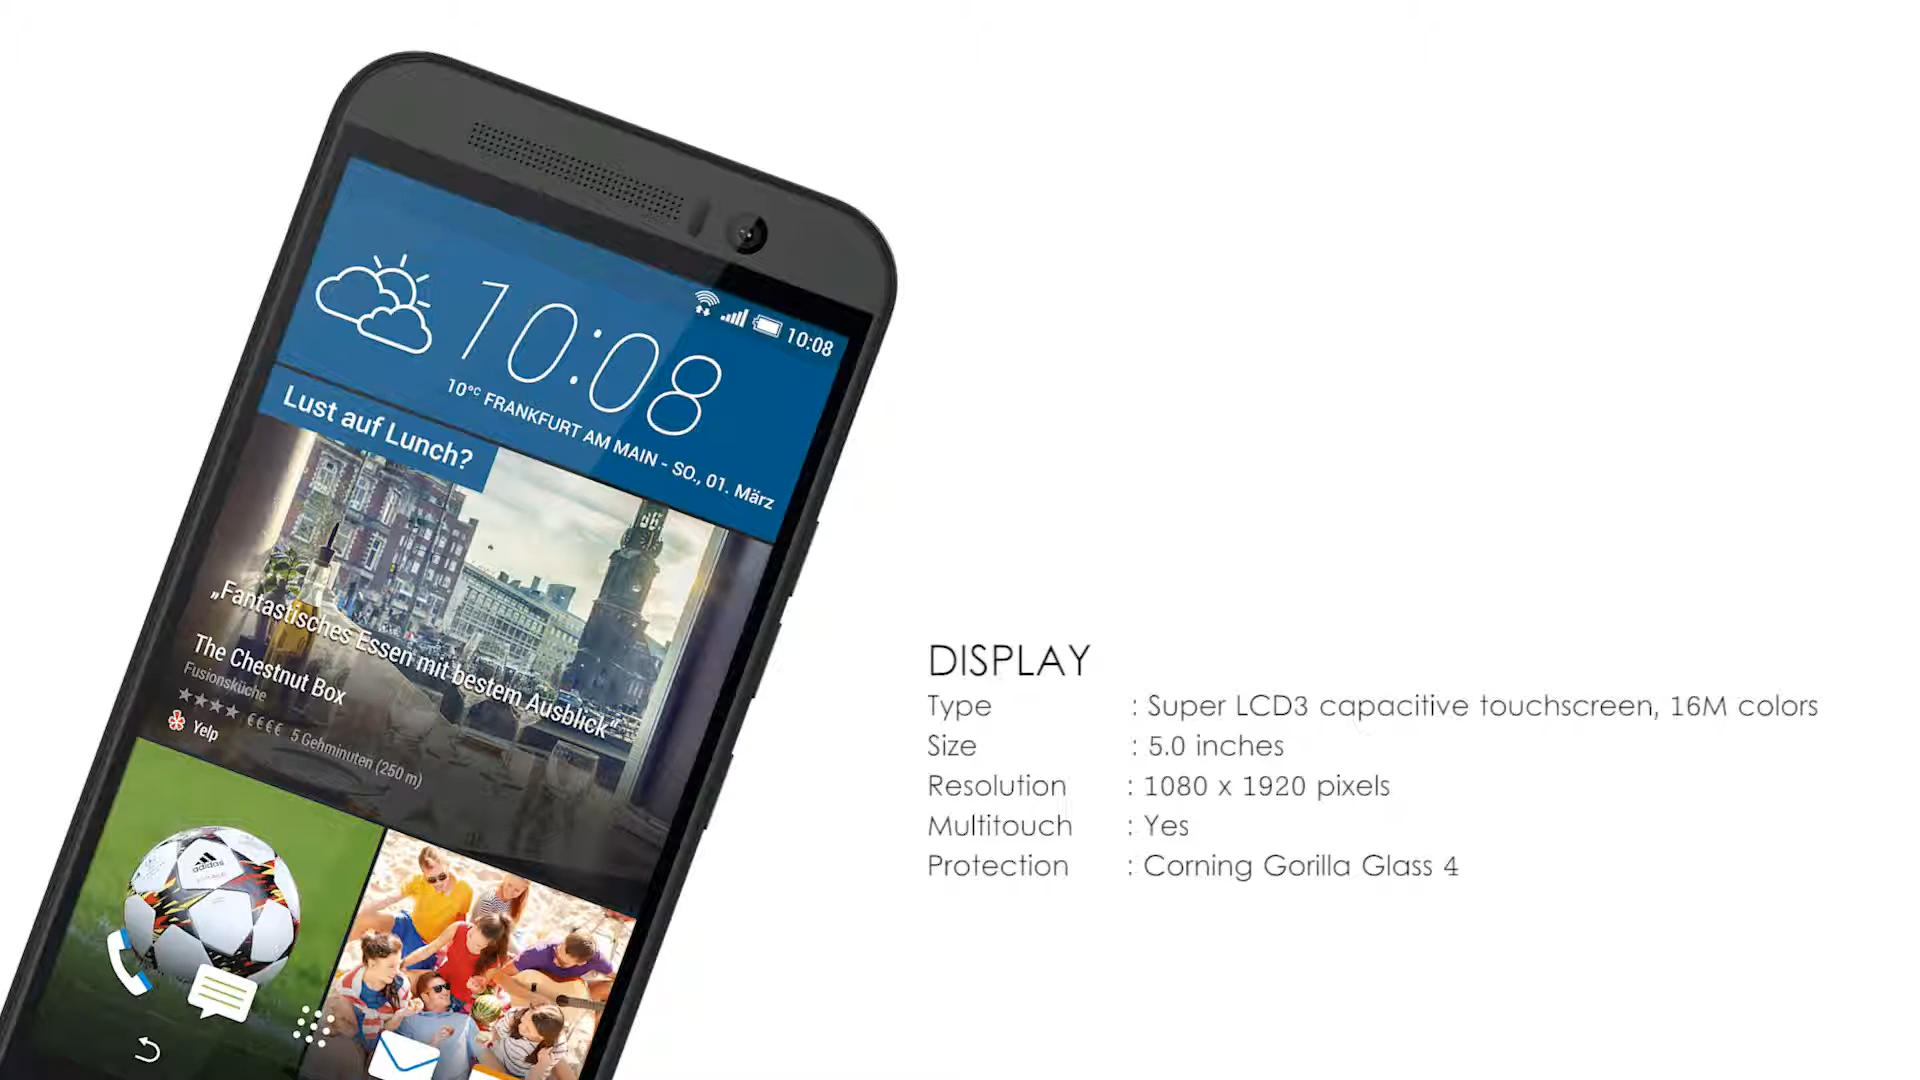 10:08
10:08
10°C FRANKFURT AM MAIN - SO., 01. März
Lust auf Lunch?
„Fantastisches Essen mit bestem Ausblick“
The Chestnut Box
Fusionsküche
€€€€ 5 Gehminuten (250 m)
Yelp
adidas
DISPLAY
Type : Super LCD3 capacitive touchscreen, 16M colors
Size : 5.0 inches
Resolution : 1080 x 1920 pixels
Multitouch : Yes
Protection : Corning Gorilla Glass 4